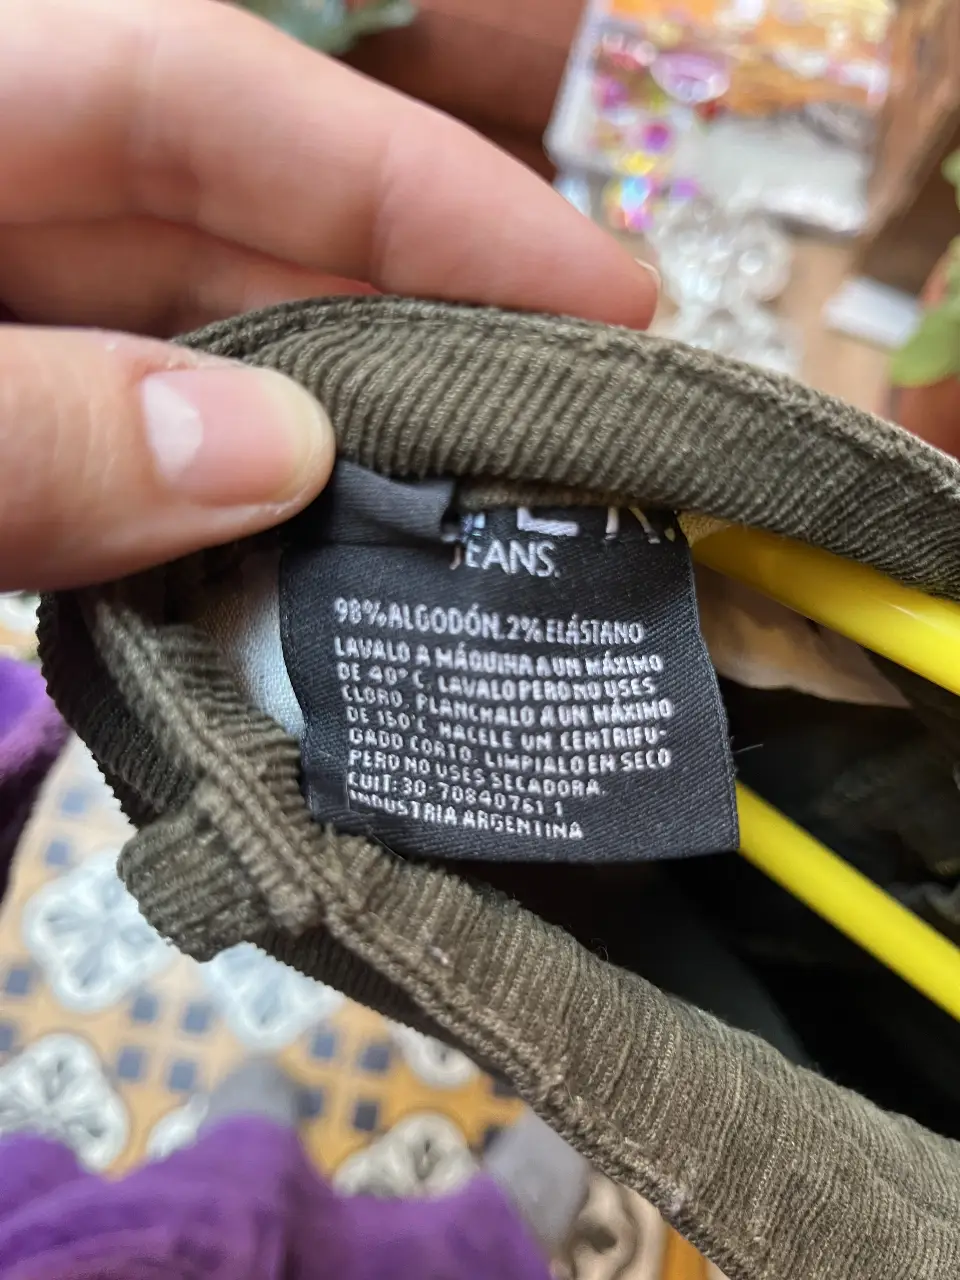 JEANS.
98% ALGODÓN. 2% ELÁSTANO
LAVALO A MÁQUINA A UN MÁXIMO
DE 40°C. LAVALO PERO NO USES
CLORO. PLANCHALO A UN MÁXIMO
DE 150°C. HACELE UN CENTRIFU-
GADO CORTO. LIMPIALO EN SECO
PERO NO USES SECADORA.
CUIT: 30-70840761 1
INDUSTRIA ARGENTINA